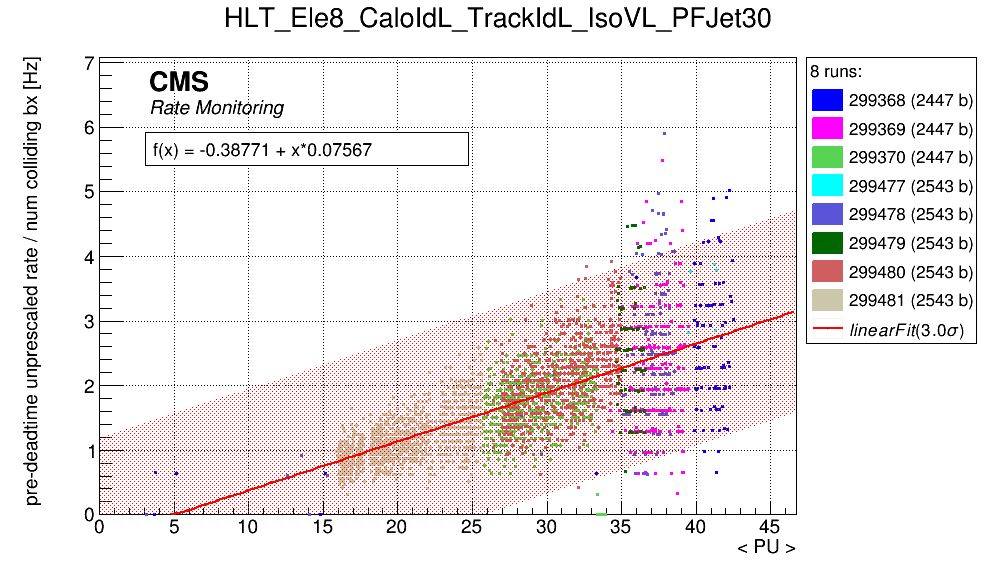 HLT_Ele8_CaloIdL_TrackIdL_IsoVL_PFJet30
pre-deadtime unprescaled rate / num colliding bx [Hz]
CMS
Rate Monitoring
f(x) = -0.38771 + x*0.07567
7
6
5
4
3
2
1
0
0 5 10 15 20 25 30 35 40 45
< PU >
8 runs:
299368 (2447 b)
299369 (2447 b)
299370 (2447 b)
299477 (2543 b)
299478 (2543 b)
299479 (2543 b)
299480 (2543 b)
299481 (2543 b)
linearFit(3.0σ)